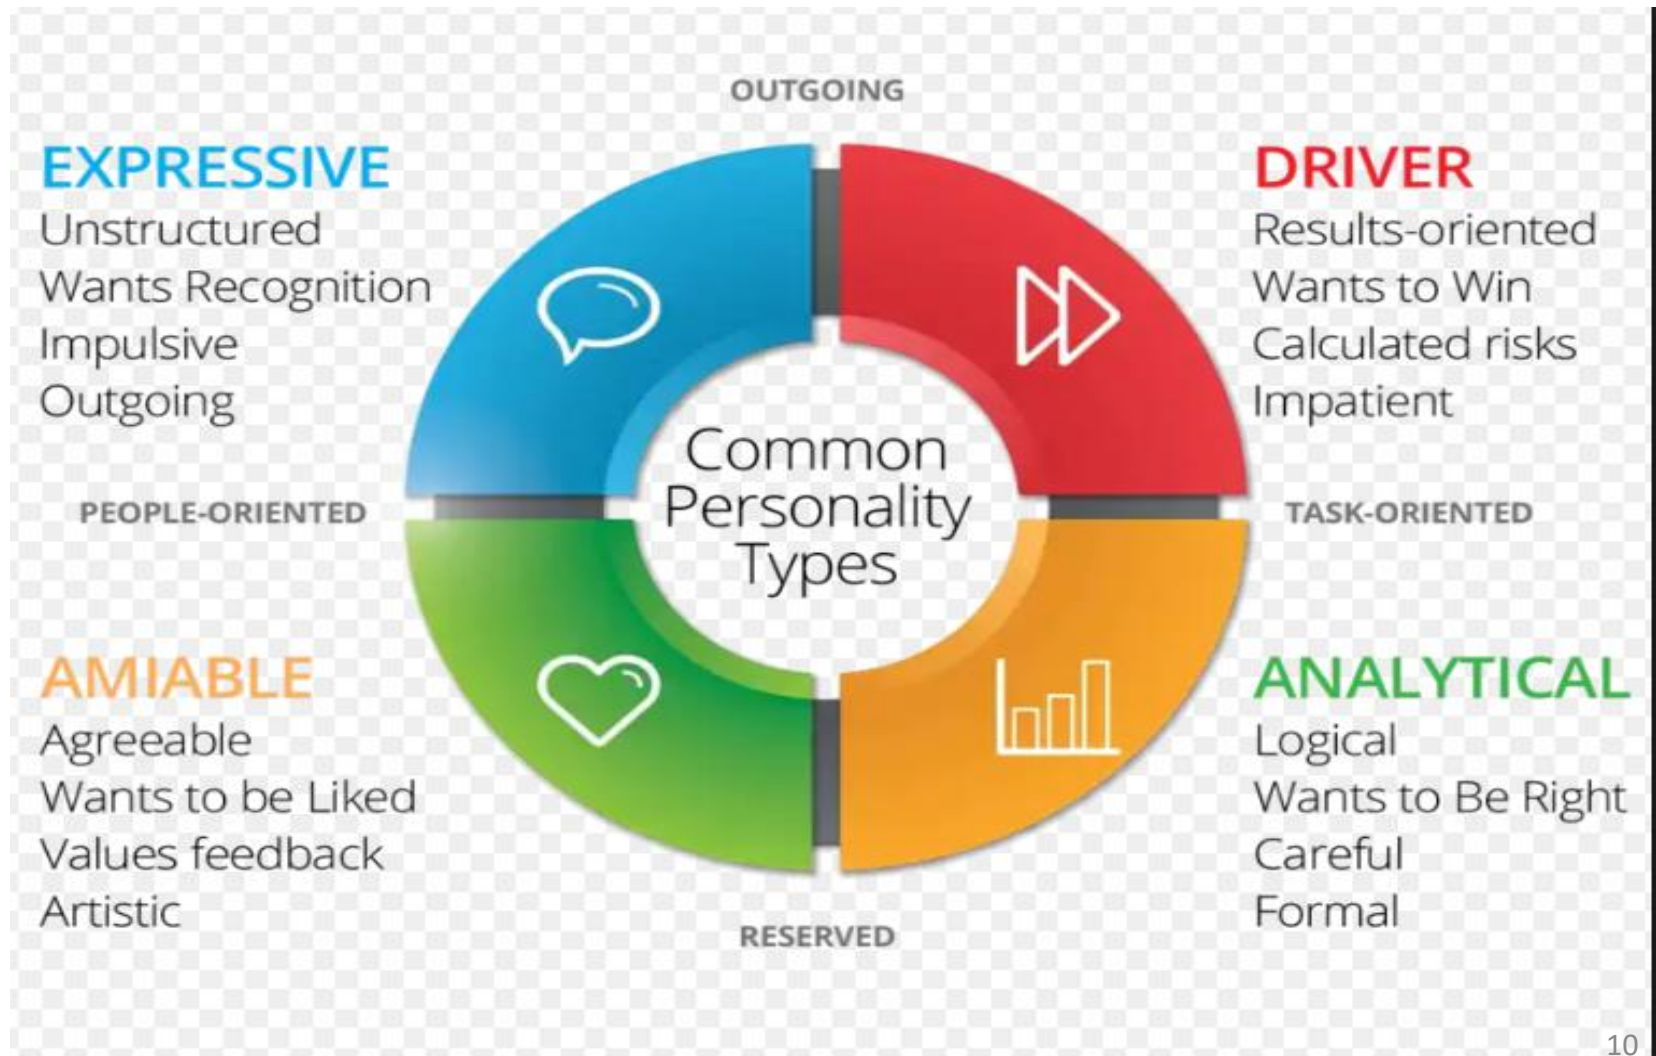 OUTGOING
EXPRESSIVE
Unstructured
Wants Recognition
Impulsive
Outgoing
DRIVER
Results-oriented
Wants to Win
Calculated risks
Impatient
Common
Personality
Types
PEOPLE-ORIENTED
TASK-ORIENTED
AMIABLE
Agreeable
Wants to be Liked
Values feedback
Artistic
ANALYTICAL
Logical
Wants to Be Right
Careful
Formal
RESERVED
10